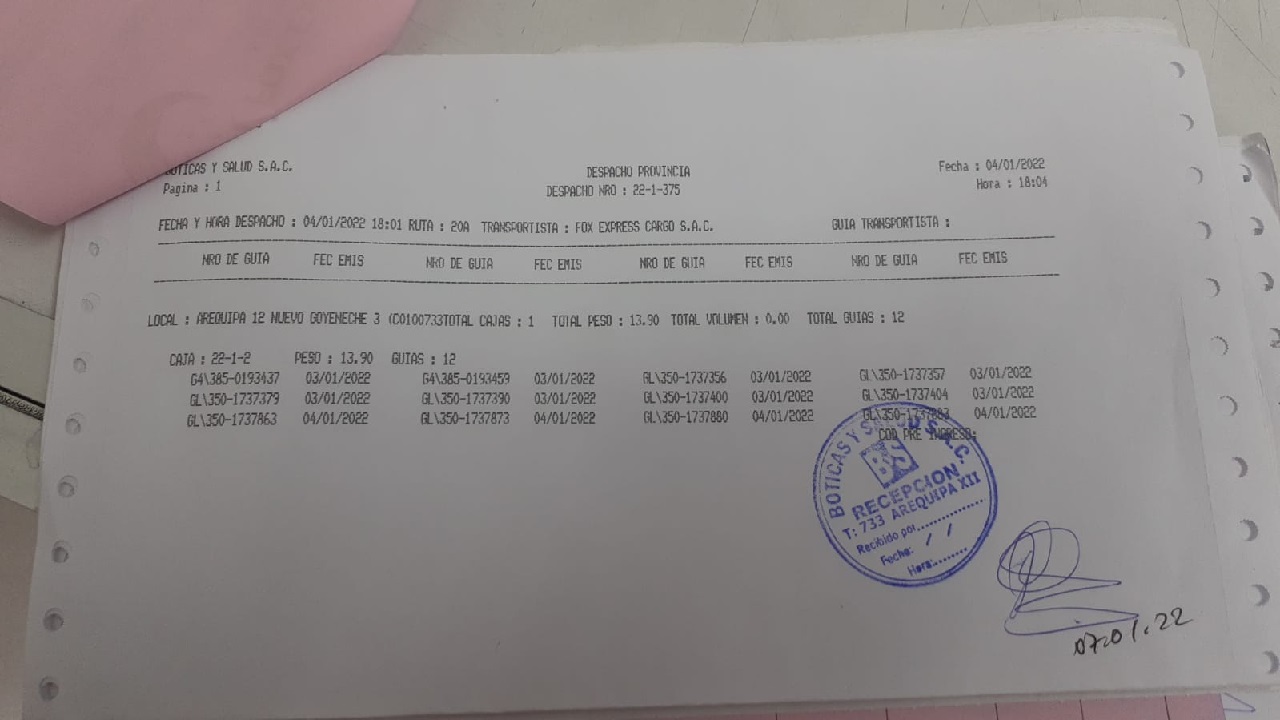 BOTICAS Y SALUD S.A.C. DESPACHO PROVINCIA Fecha : 04/01/2022
Pagina : 1 DESPACHO NRO : 22-1-375 Hora : 18:04
FECHA Y HORA DESPACHO : 04/01/2022 18:01 RUTA : 20A TRANSPORTISTA : FOX EXPRESS CARGO S.A.C. GUIA TRANSPORTISTA :
NRO DE GUIA FEC EMIS NRO DE GUIA FEC EMIS NRO DE GUIA FEC EMIS NRO DE GUIA FEC EMIS
LOCAL : AREQUIPA 12 NUEVO GOYENECHE 3 (C0100733TOTAL CAJAS : 1 TOTAL PESO : 13.90 TOTAL VOLUMEN : 0.00 TOTAL GUIAS : 12
CAJA : 22-1-2 PESO : 13.90 GUIAS : 12
G4\385-0193437 03/01/2022 G4\385-0193459 03/01/2022 GL\350-1737356 03/01/2022 GL\350-1737357 03/01/2022
GL\350-1737379 03/01/2022 GL\350-1737390 03/01/2022 GL\350-1737400 03/01/2022 GL\350-1737404 03/01/2022
GL\350-1737863 04/01/2022 GL\350-1737873 04/01/2022 GL\350-1737880 04/01/2022 04/01/2022
COD PRE INGRESO:
BOTICAS Y SALUD S.A.C.
BS
RECEPCION
T: 733 AREQUIPA XII
Recibido por..............
Fecha: / /
Hora:........
07.01.22